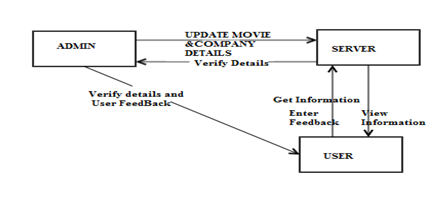 UPDATE MOVIE
&COMPANY
DETAILS
ADMIN
SERVER
Verify Details
Verify details and
User FeedBack
Get Information
Enter
Feedback
View
Information
USER